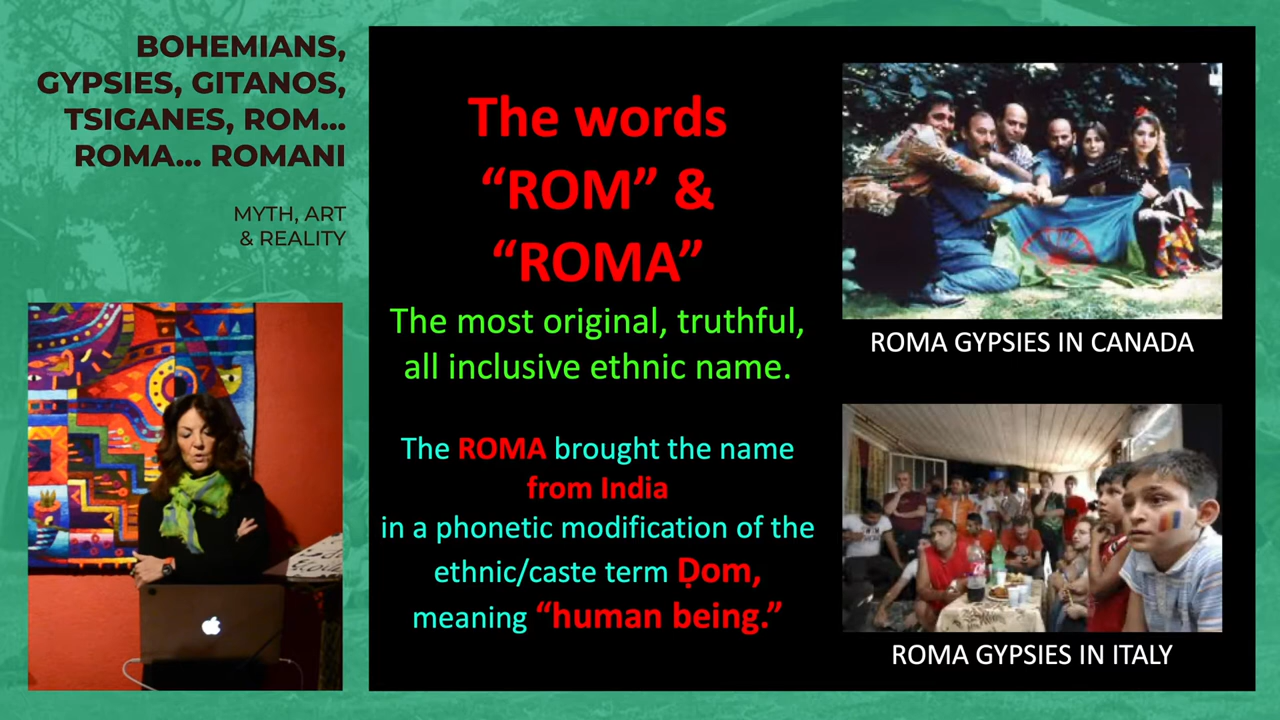 BOHEMIANS,
GYPSIES, GITANOS,
TSIGANES, ROM...
ROMA... ROMANI
MYTH, ART
& REALITY
The words
“ROM” &
“ROMA”
The most original, truthful,
all inclusive ethnic name.
The ROMA brought the name
from India
in a phonetic modification of the
ethnic/caste term Ḍom,
meaning “human being.”
ROMA GYPSIES IN CANADA
ROMA GYPSIES IN ITALY